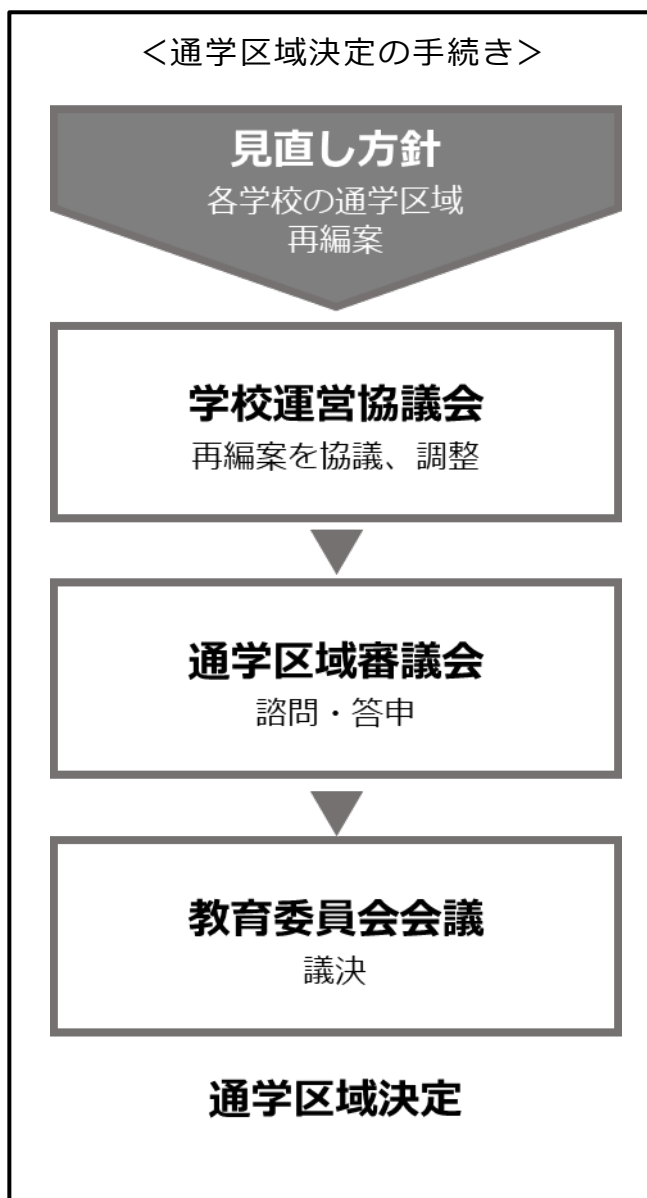 ＜通学区域決定の手続き＞
見直し方針
各学校の通学区域
再編案
学校運営協議会
再編案を協議、調整
通学区域審議会
諮問・答申
教育委員会会議
議決
通学区域決定